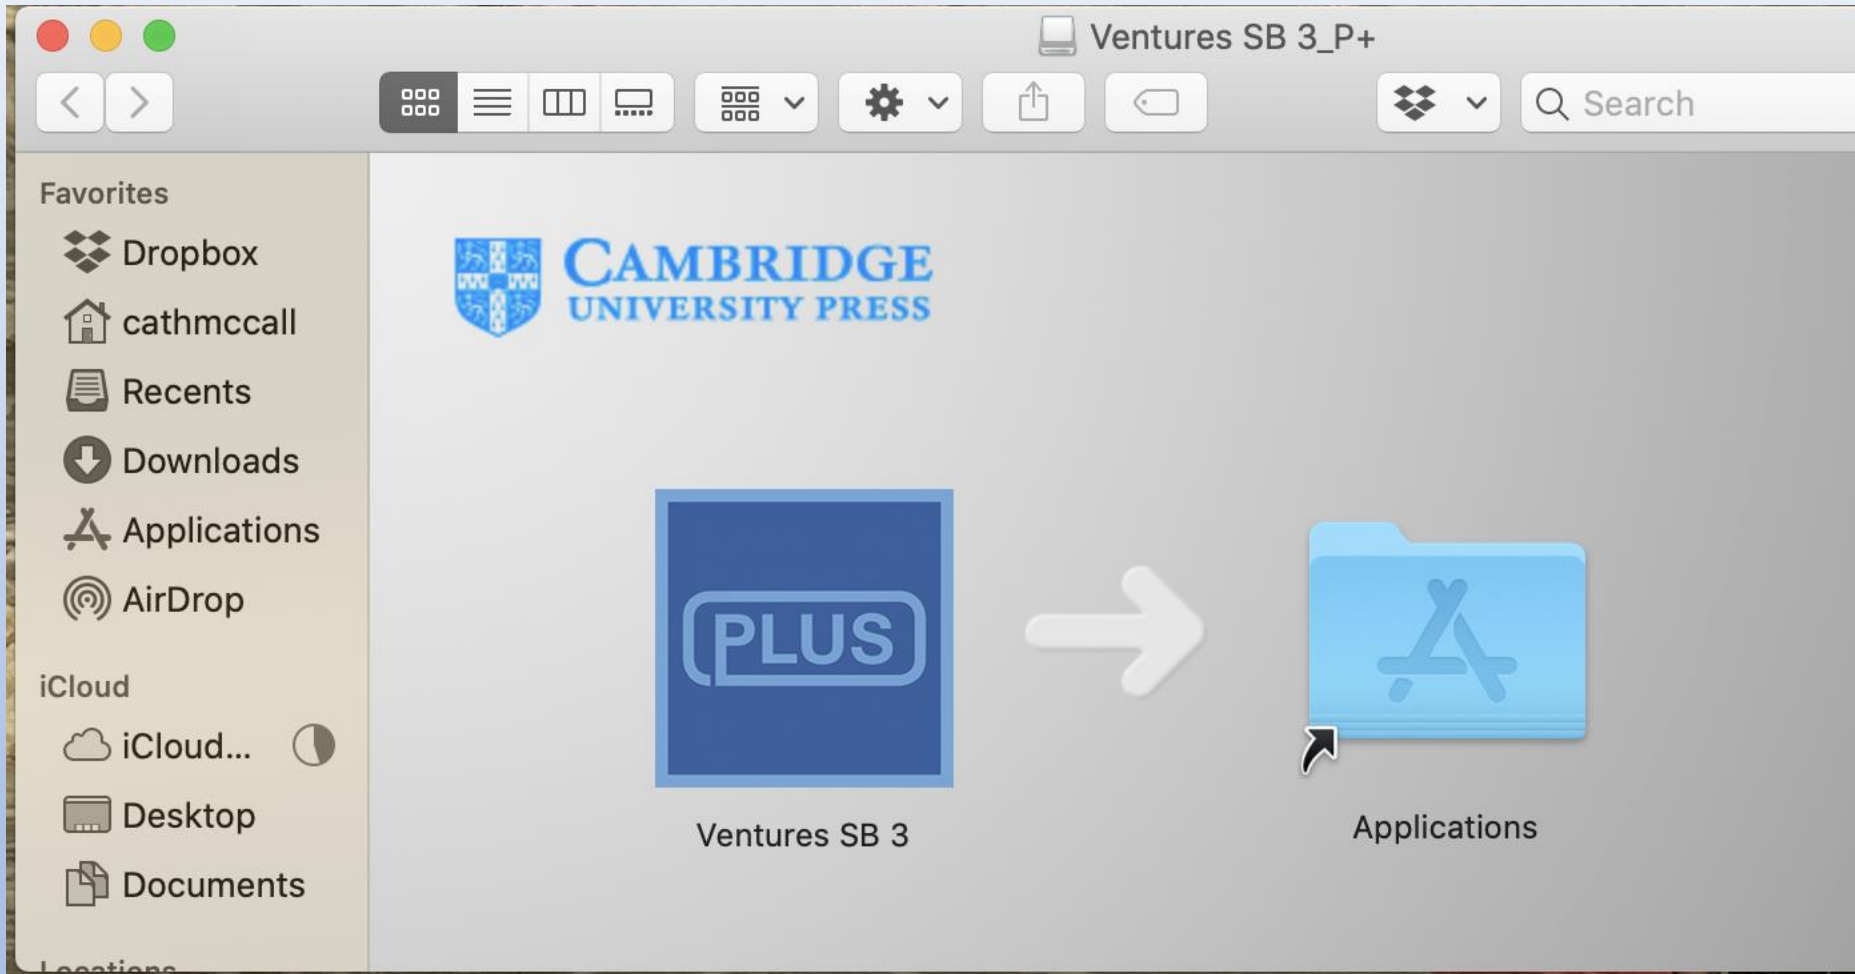 Ventures SB 3_P+
Search
Favorites
Dropbox
cathmccall
Recents
Downloads
Applications
AirDrop
iCloud
iCloud...
Desktop
Documents
Locations
CAMBRIDGE
UNIVERSITY PRESS
PLUS
Ventures SB 3
Applications